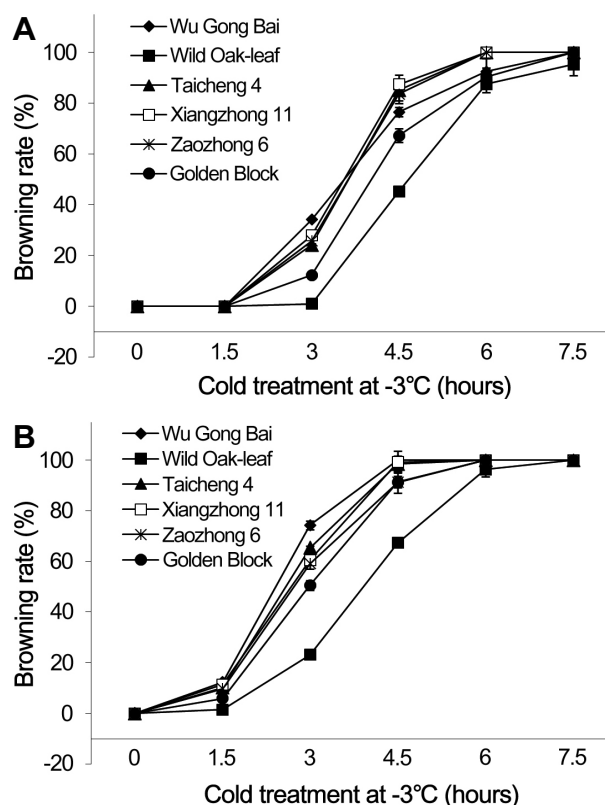 A
Wu Gong Bai
Wild Oak-leaf
Taicheng 4
Xiangzhong 11
Zaozhong 6
Golden Block
Browning rate (%)
100
80
60
40
20
0
-20
0 1.5 3 4.5 6 7.5
Cold treatment at -3℃ (hours)
B
Wu Gong Bai
Wild Oak-leaf
Taicheng 4
Xiangzhong 11
Zaozhong 6
Golden Block
Browning rate (%)
100
80
60
40
20
0
-20
0 1.5 3 4.5 6 7.5
Cold treatment at -3℃ (hours)